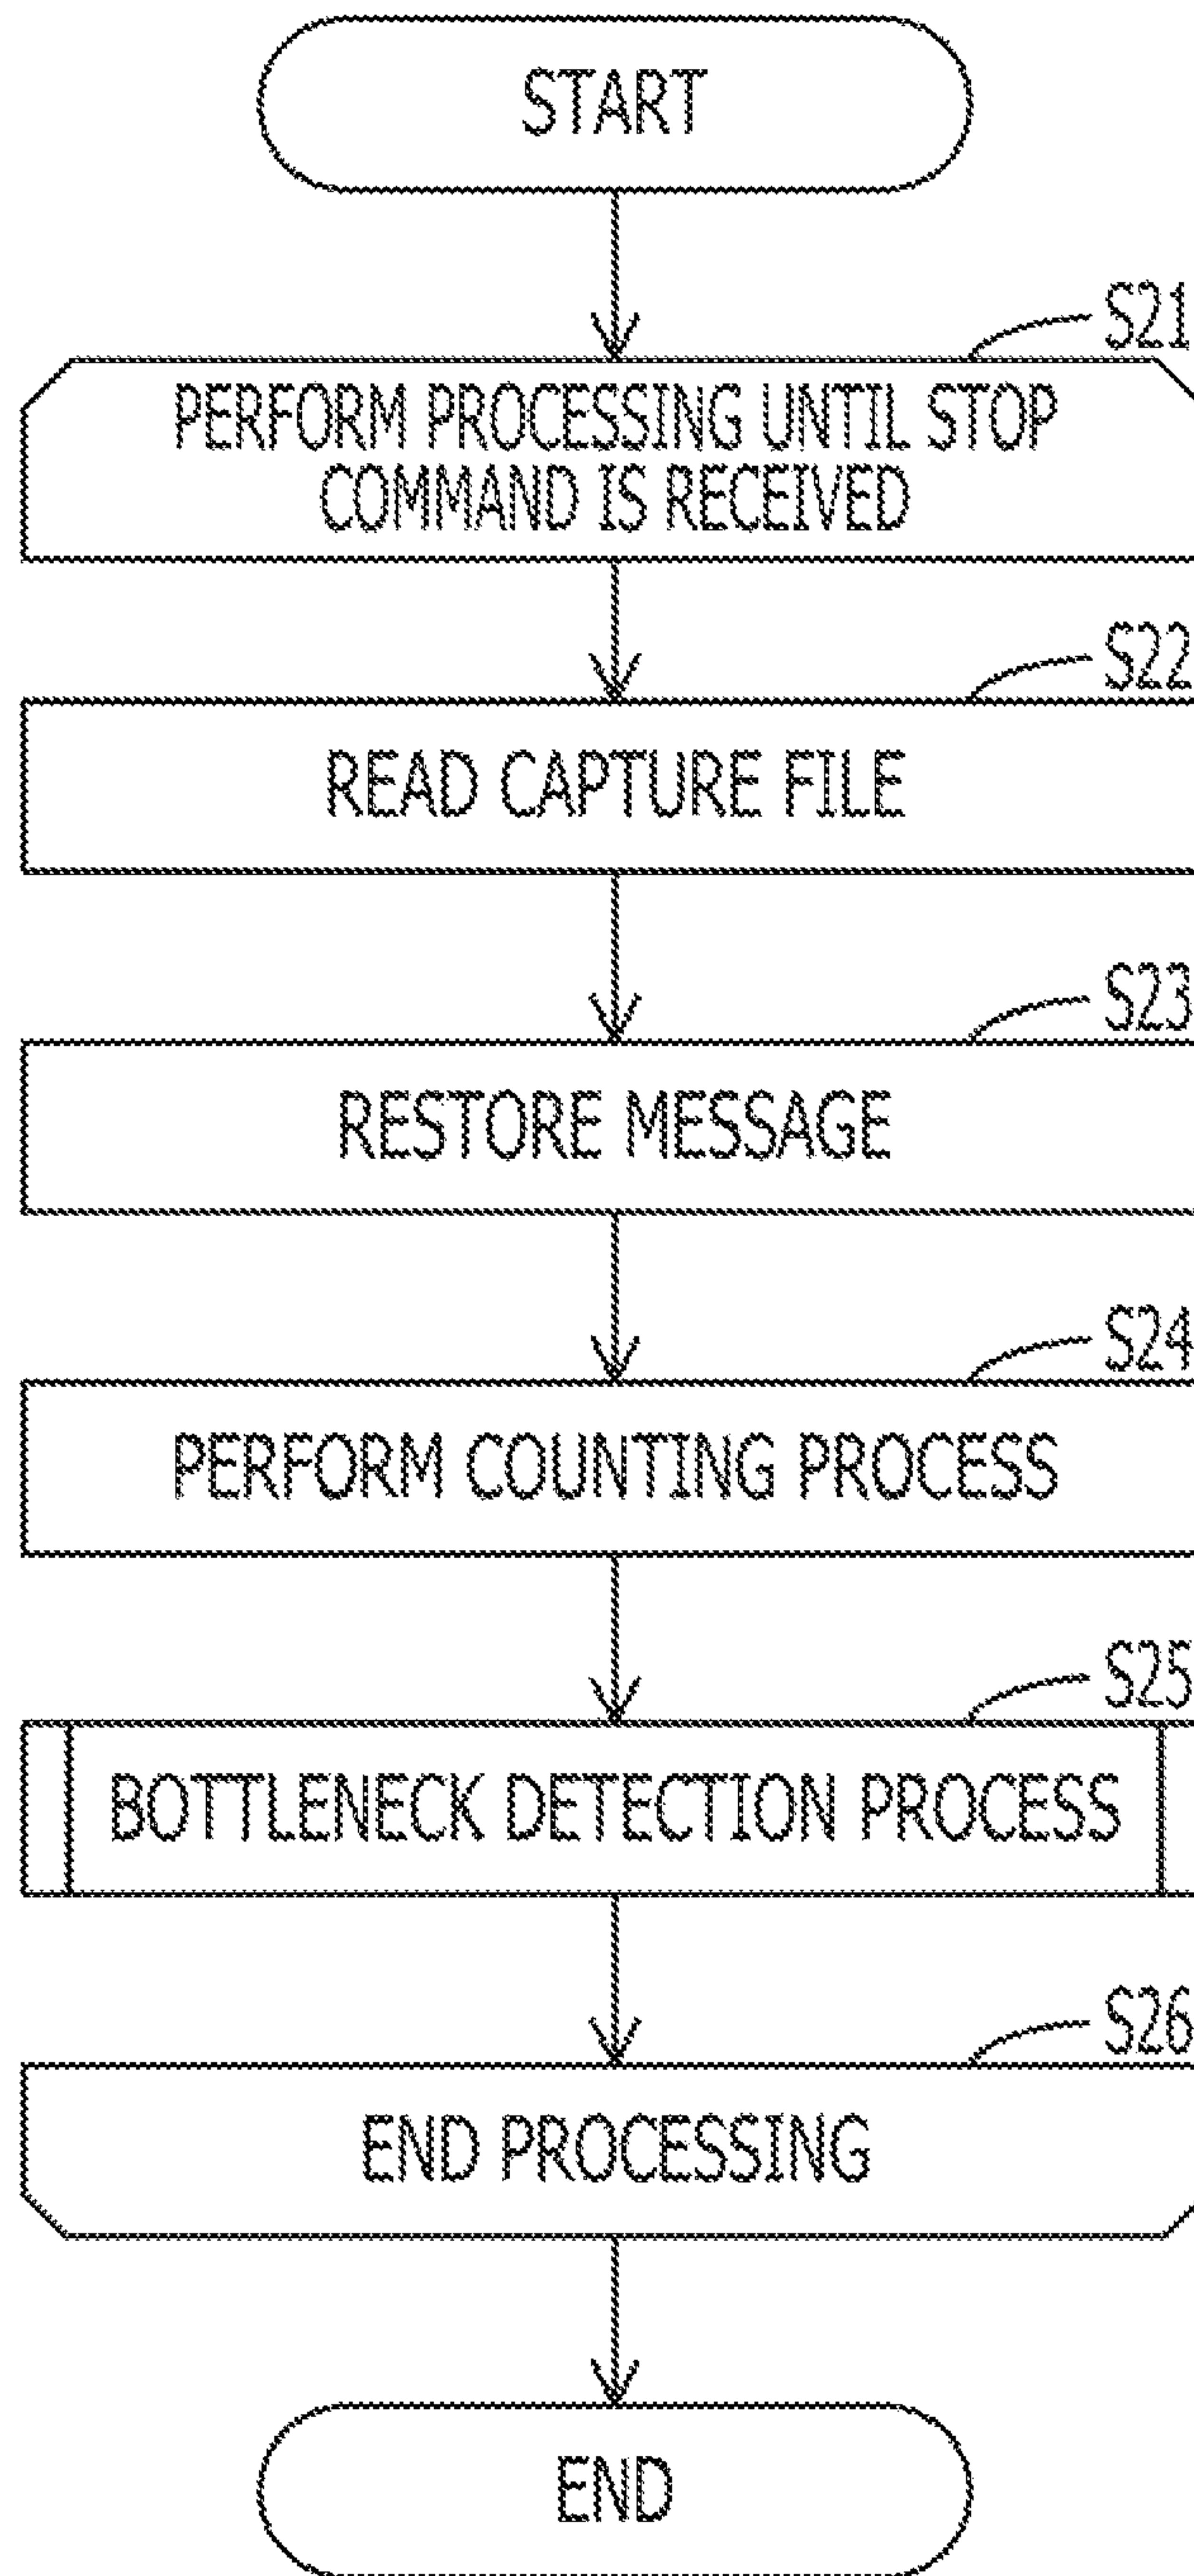 START
S21
PERFORM PROCESSING UNTIL STOP
COMMAND IS RECEIVED
S22
READ CAPTURE FILE
S23
RESTORE MESSAGE
S24
PERFORM COUNTING PROCESS
S25
BOTTLENECK DETECTION PROCESS
S26
END PROCESSING
END